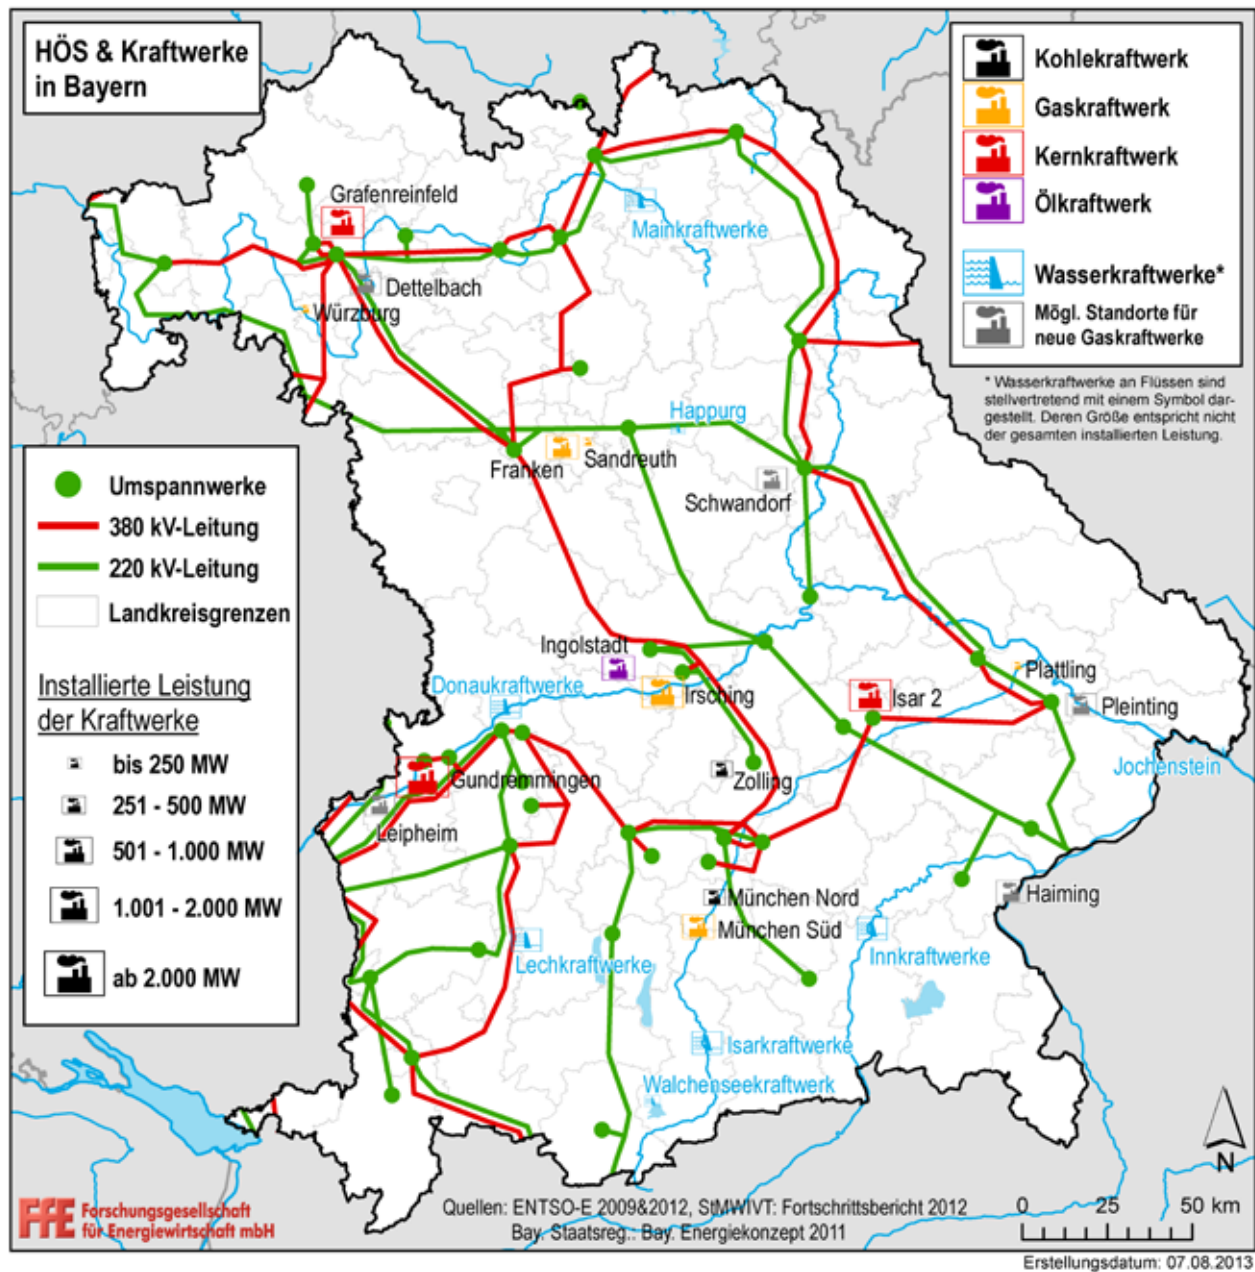 HÖS & Kraftwerke
in Bayern
Kohlekraftwerk
Gaskraftwerk
Kernkraftwerk
Ölkraftwerk
Wasserkraftwerke*
Mögl. Standorte für
neue Gaskraftwerke
* Wasserkraftwerke an Flüssen sind
stellvertretend mit einem Symbol dar-
gestellt. Deren Größe entspricht nicht
der gesamten installierten Leistung.
Grafenreinfeld
Mainkraftwerke
Dettelbach
Würzburg
Happurg
Franken
Sandreuth
Schwandorf
Umspannwerke
380 kV-Leitung
220 kV-Leitung
Landkreisgrenzen
Installierte Leistung
der Kraftwerke
bis 250 MW
251 - 500 MW
501 - 1.000 MW
1.001 - 2.000 MW
ab 2.000 MW
Ingolstadt
Donaukraftwerke
Irsching
Isar 2
Plattling
Pleinting
Jochenstein
Gundremmingen
Zolling
Leipheim
München Nord
München Süd
Haiming
Lechkraftwerke
Innkraftwerke
Isarkraftwerke
Walchenseekraftwerk
N
FfE Forschungsgesellschaft
für Energiewirtschaft mbH
Quellen: ENTSO-E 2009&2012, StMWIVT: Fortschrittsbericht 2012
Bay. Staatsreg.: Bay. Energiekonzept 2011
0 25 50 km
Erstellungsdatum: 07.08.2013